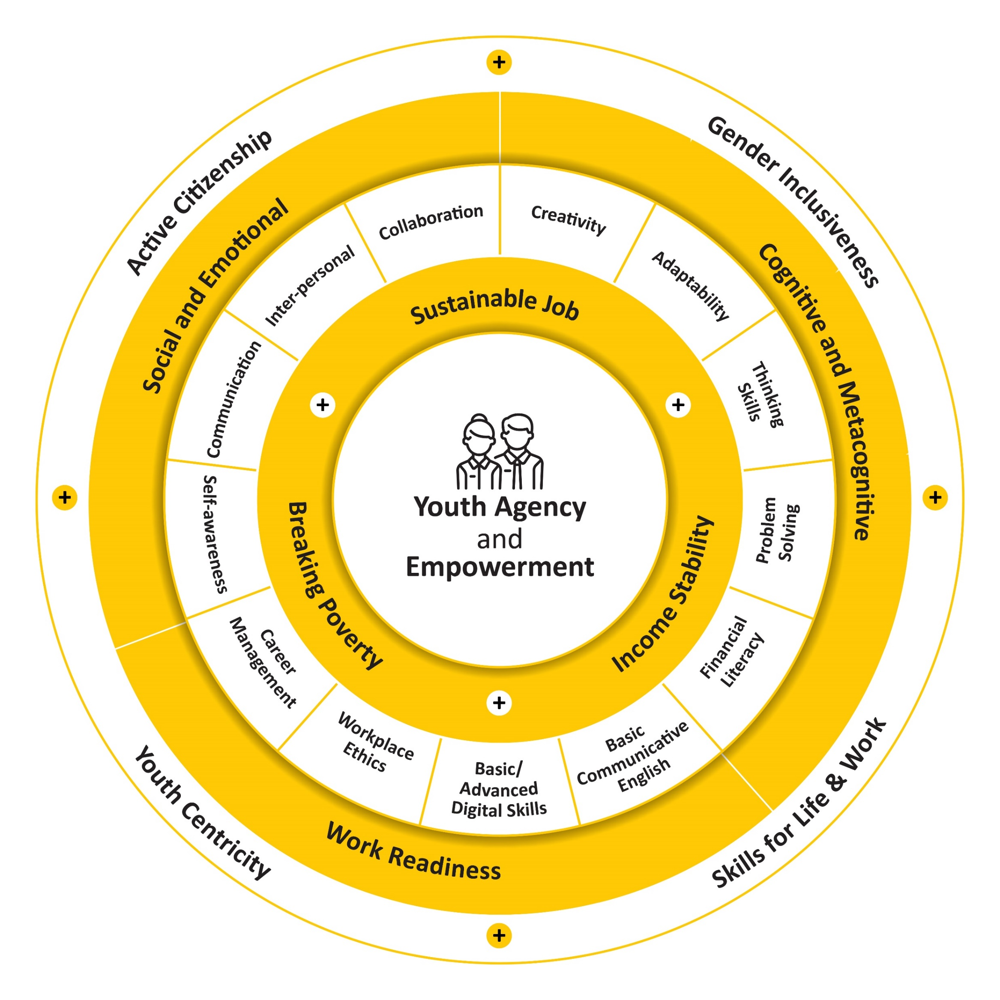 Active Citizenship
Gender Inclusiveness
Skills for Life & Work
Youth Centricity
Social and Emotional
Cognitive and Metacognitive
Work Readiness
Collaboration
Creativity
Adaptability
Thinking
Skills
Problem
Solving
Financial
Literacy
Basic
Communicative
English
Basic/
Advanced
Digital Skills
Workplace
Ethics
Career
Management
Self-awareness
Communication
Inter-personal
Sustainable Job
Income Stability
Breaking Poverty
Youth Agency
and
Empowerment